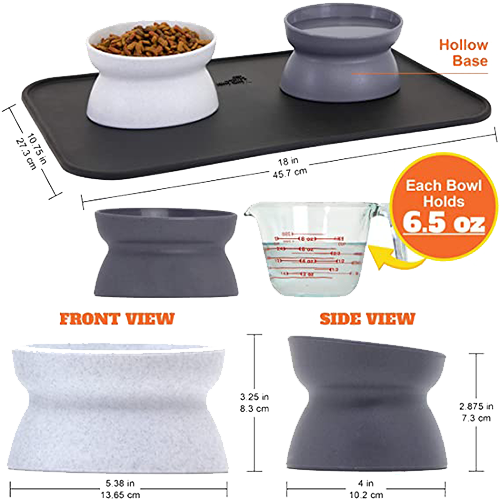 Hollow
Base
10.75 in
27.3 cm
18 in
45.7 cm
Each Bowl
Holds
6.5 oz
FRONT VIEW
SIDE VIEW
3.25 in
8.3 cm
2.875 in
7.3 cm
5.38 in
13.65 cm
4 in
10.2 cm